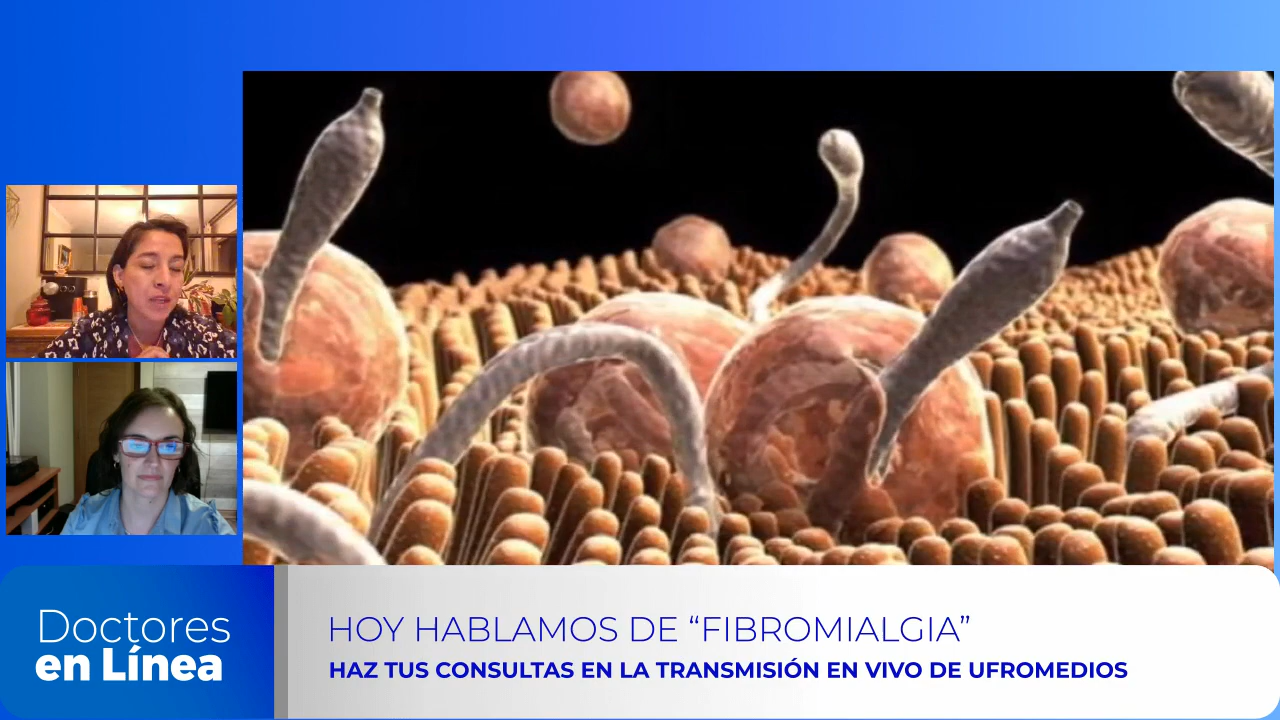 Doctores
en Línea
HOY HABLAMOS DE “FIBROMIALGIA”
HAZ TUS CONSULTAS EN LA TRANSMISIÓN EN VIVO DE UFROMEDIOS